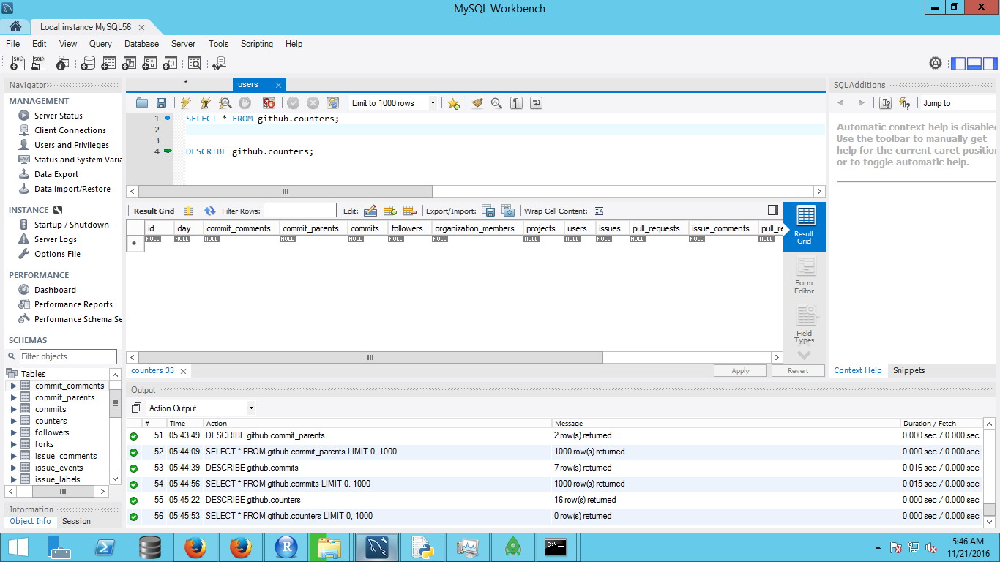 MySQL Workbench
Local instance MySQL56
File Edit View Query Database Server Tools Scripting Help
Navigator
MANAGEMENT
Server Status
Client Connections
Users and Privileges
Status and System Varia
Data Export
Data Import/Restore
INSTANCE
Startup / Shutdown
Server Logs
Options File
PERFORMANCE
Dashboard
Performance Reports
Performance Schema Se
SCHEMAS
Filter objects
Tables
commit_comments
commit_parents
commits
counters
followers
forks
issue_comments
issue_events
issue_labels
Information
Object Info Session
users
Limit to 1000 rows
1 SELECT * FROM github.counters;
2
3
4 DESCRIBE github.counters;
Result Grid Filter Rows: Edit: Export/Import: Wrap Cell Content:
id day commit_comments commit_parents commits followers organization_members projects users issues pull_requests issue_comments pull_re
NULL NULL NULL NULL NULL NULL NULL NULL NULL NULL NULL NULL NULL
Result Grid
Form Editor
Field Types
counters 33
Apply Revert
Output
Action Output
# Time Action Message Duration / Fetch
51 05:43:49 DESCRIBE github.commit_parents 2 row(s) returned 0.000 sec / 0.000 sec
52 05:44:09 SELECT * FROM github.commit_parents LIMIT 0, 1000 1000 row(s) returned 0.000 sec / 0.000 sec
53 05:44:39 DESCRIBE github.commits 7 row(s) returned 0.016 sec / 0.000 sec
54 05:44:56 SELECT * FROM github.commits LIMIT 0, 1000 1000 row(s) returned 0.015 sec / 0.000 sec
55 05:45:22 DESCRIBE github.counters 16 row(s) returned 0.000 sec / 0.000 sec
56 05:45:53 SELECT * FROM github.counters LIMIT 0, 1000 0 row(s) returned 0.000 sec / 0.000 sec
SQLAdditions
Jump to
Automatic context help is disabled
Use the toolbar to manually get
help for the current caret position
or to toggle automatic help.
Context Help Snippets
5:46 AM
11/21/2016